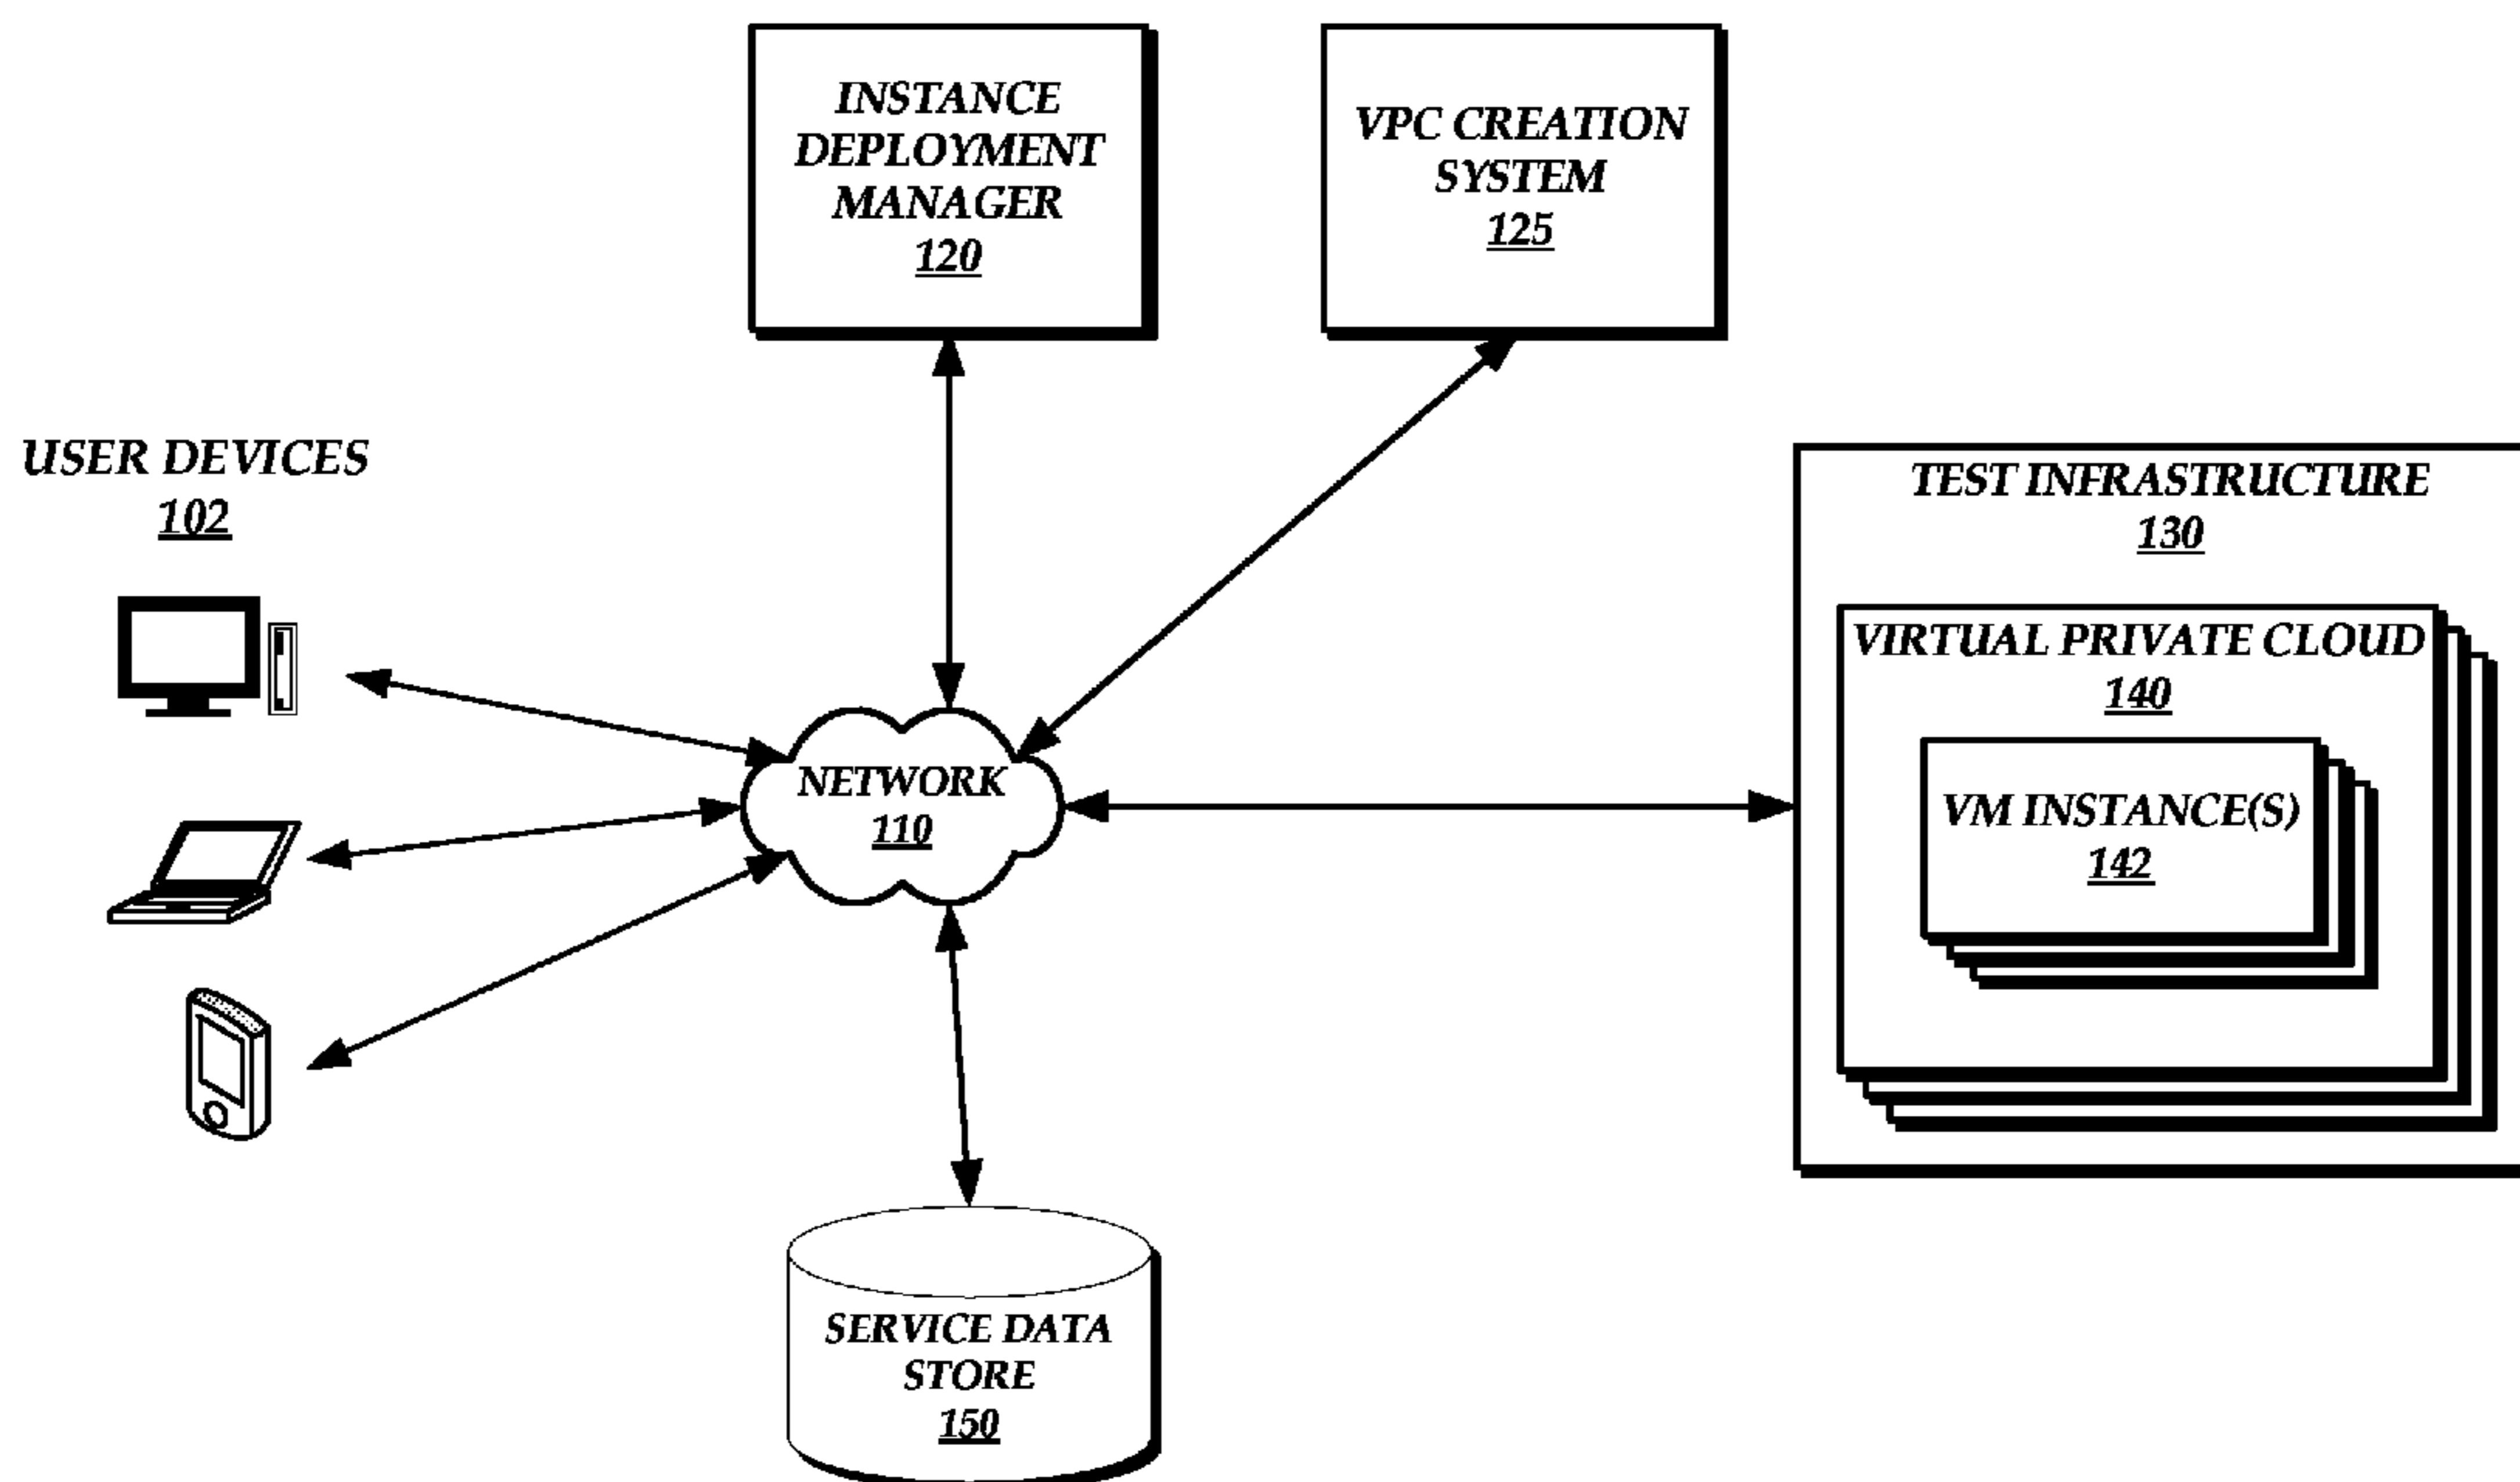 INSTANCE
DEPLOYMENT
MANAGER
120
VPC CREATION
SYSTEM
125
USER DEVICES
102
TEST INFRASTRUCTURE
130
VIRTUAL PRIVATE CLOUD
140
VM INSTANCE(S)
142
NETWORK
110
SERVICE DATA
STORE
150